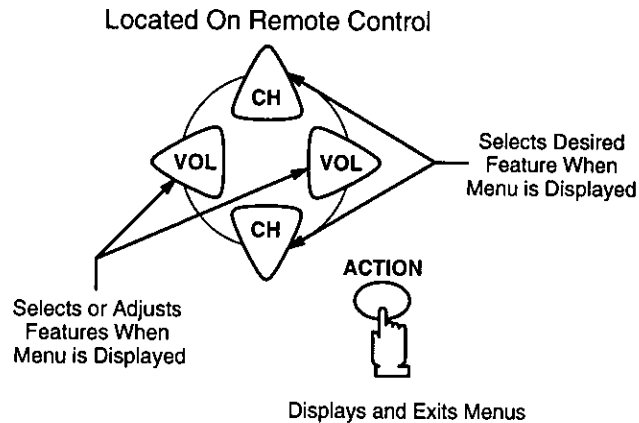 Located On Remote Control
CH
VOL
VOL
CH
Selects Desired
Feature When
Menu is Displayed
ACTION
Selects or Adjusts
Features When
Menu is Displayed
Displays and Exits Menus